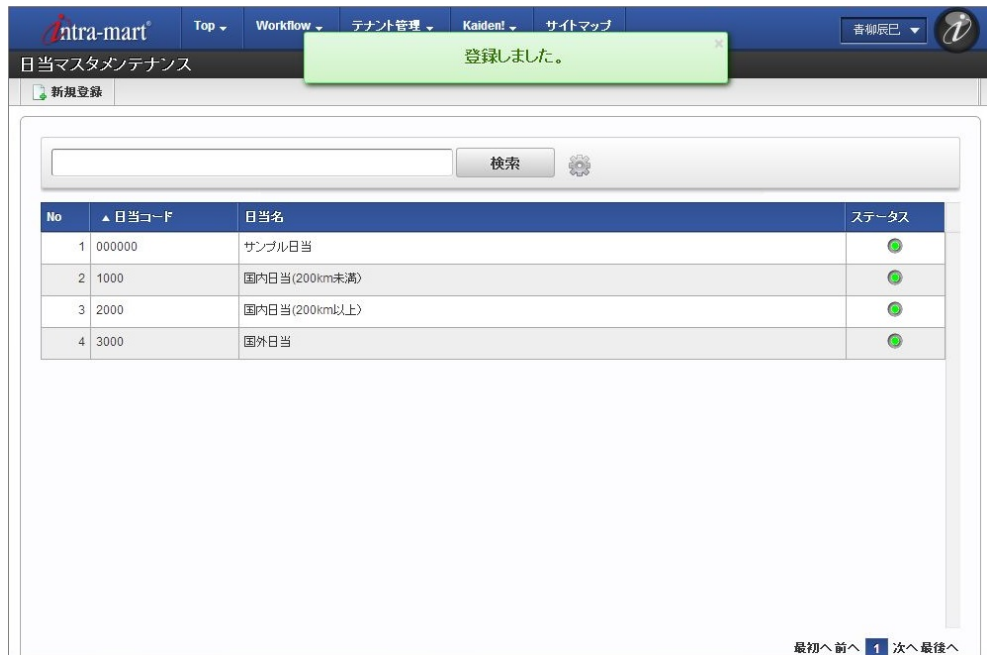 intra-mart® Top Workflow テナント管理 Kaiden! サイトマップ 青柳辰巳
登録しました。 ×
日当マスタメンテナンス
新規登録
検索
No ▲ 日当コード 日当名 ステータス
1 000000 サンプル日当
2 1000 国内日当(200km未満)
3 2000 国内日当(200km以上)
4 3000 国外日当
最初へ 前へ 1 次へ 最後へ